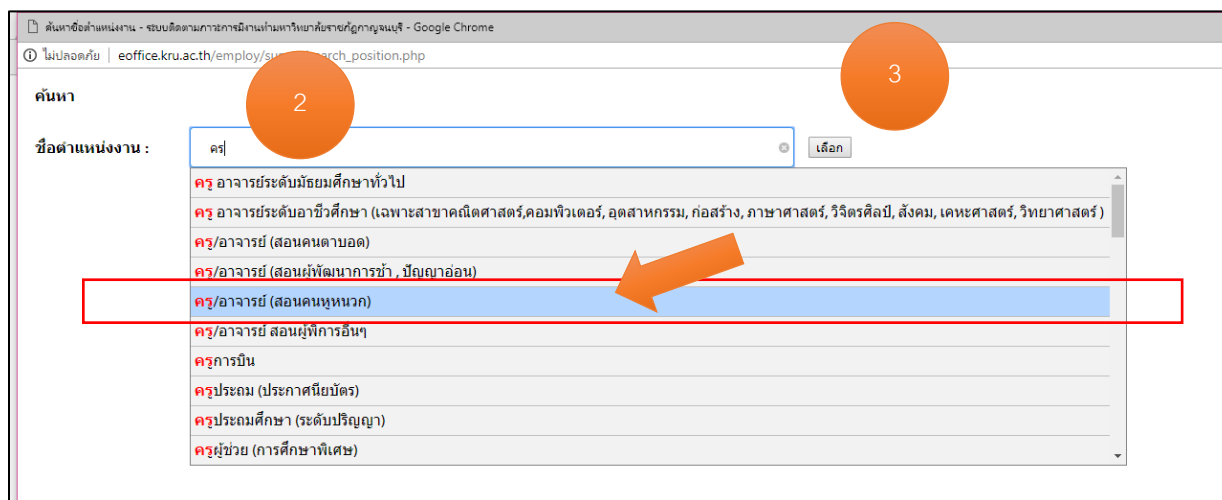 ค้นหาชื่อตำแหน่งงาน - ระบบติดตามภาวะการมีงานทำมหาวิทยาลัยราชภัฏกาญจนบุรี - Google Chrome
ไม่ปลอดภัย | eoffice.kru.ac.th/employ/su arch_position.php
3
ค้นหา
2
ชื่อตำแหน่งงาน :
คร
เลือก
ครู อาจารย์ระดับมัธยมศึกษาทั่วไป
ครู อาจารย์ระดับอาชีวศึกษา (เฉพาะสาขาคณิตศาสตร์,คอมพิวเตอร์, อุตสาหกรรม, ก่อสร้าง, ภาษาศาสตร์, วิจิตรศิลป์, สังคม, เคหะศาสตร์, วิทยาศาสตร์ )
ครู/อาจารย์ (สอนคนตาบอด)
ครู/อาจารย์ (สอนผู้พัฒนาการช้า , ปัญญาอ่อน)
ครู/อาจารย์ (สอนคนหูหนวก)
ครู/อาจารย์ สอนผู้พิการอื่นๆ
ครูการบิน
ครูประถม (ประกาศนียบัตร)
ครูประถมศึกษา (ระดับปริญญา)
ครูผู้ช่วย (การศึกษาพิเศษ)